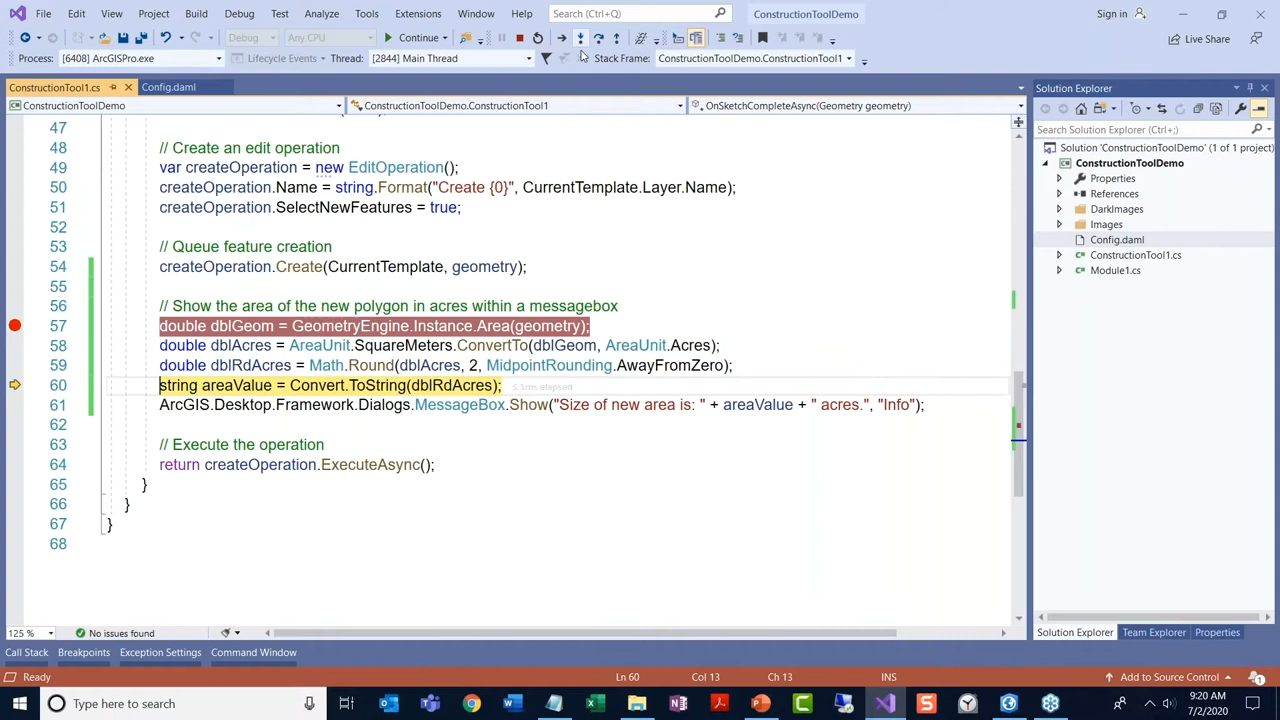 File Edit View Project Build Debug Test Analyze Tools Extensions Window Help Search (Ctrl+Q) ConstructionToolDemo Sign in
Debug Any CPU Continue Live Share
Process: [6408] ArcGISPro.exe Lifecycle Events Thread: [2844] Main Thread Stack Frame: ConstructionToolDemo.ConstructionTool1
ConstructionTool1.cs Config.daml
ConstructionToolDemo ConstructionToolDemo.ConstructionTool1 OnSketchCompleteAsync(Geometry geometry)
47
48 // Create an edit operation
49 var createOperation = new EditOperation();
50 createOperation.Name = string.Format("Create {0}", CurrentTemplate.Layer.Name);
51 createOperation.SelectNewFeatures = true;
52
53 // Queue feature creation
54 createOperation.Create(CurrentTemplate, geometry);
55
56 // Show the area of the new polygon in acres within a messagebox
57 double dblGeom = GeometryEngine.Instance.Area(geometry);
58 double dblAcres = AreaUnit.SquareMeters.ConvertTo(dblGeom, AreaUnit.Acres);
59 double dblRdAcres = Math.Round(dblAcres, 2, MidpointRounding.AwayFromZero);
60 string areaValue = Convert.ToString(dblRdAcres); elapsed
61 ArcGIS.Desktop.Framework.Dialogs.MessageBox.Show("Size of new area is: " + areaValue + " acres.", "Info");
62
63 // Execute the operation
64 return createOperation.ExecuteAsync();
65 }
66 }
67 }
68
125 % No issues found
Call Stack Breakpoints Exception Settings Command Window
Solution Explorer
Search Solution Explorer (Ctrl+;)
Solution 'ConstructionToolDemo' (1 of 1 project)
ConstructionToolDemo
Properties
References
DarkImages
Images
Config.daml
ConstructionTool1.cs
Module1.cs
Solution Explorer Team Explorer Properties
Ready Ln 60 Col 13 Ch 13 INS Add to Source Control 1
Type here to search
9:20 AM
7/2/2020